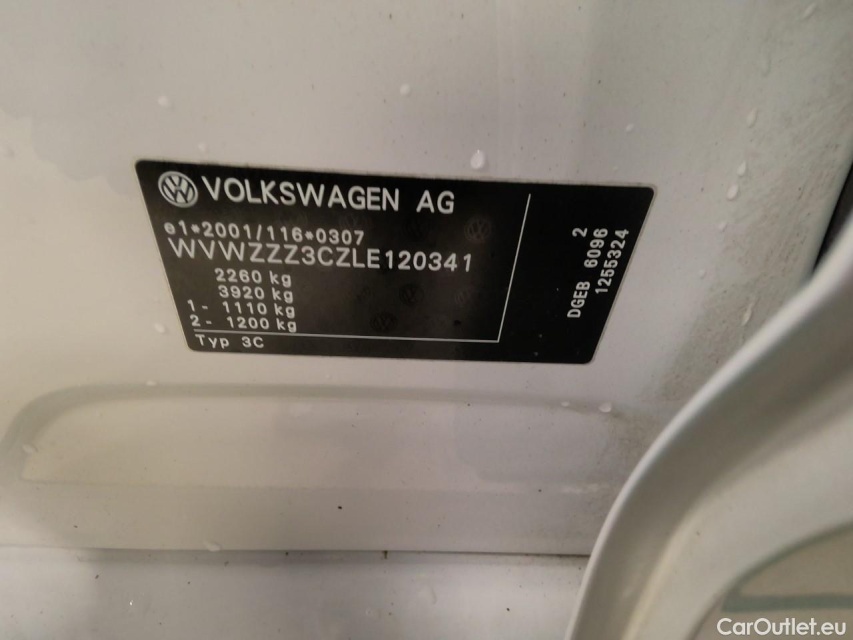 VOLKSWAGEN AG
e1*2001/116*0307
WVWZZZ3CZLE120341
2260 kg
3920 kg
1- 1110 kg
2- 1200 kg
Typ 3C
2
DGEB 6096
1255324
CarOutlet.eu